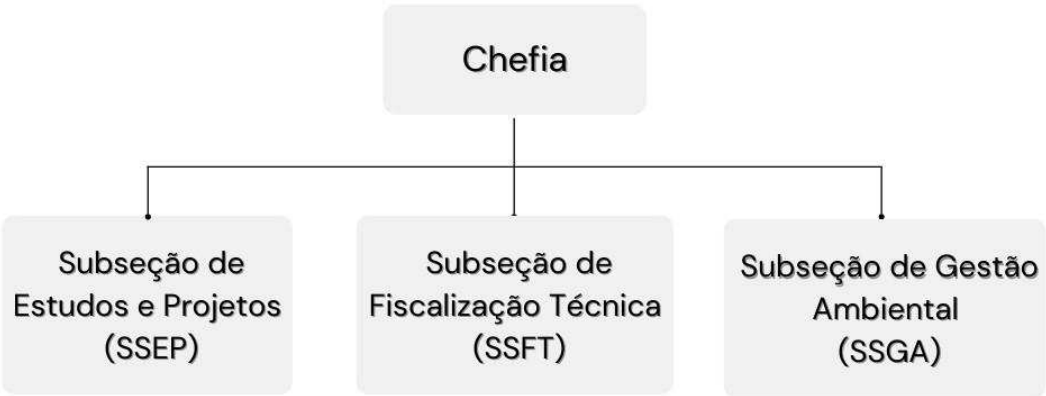 Chefia
Subseção de
Estudos e Projetos
(SSEP)
Subseção de
Fiscalização Técnica
(SSFT)
Subseção de Gestão
Ambiental
(SSGA)